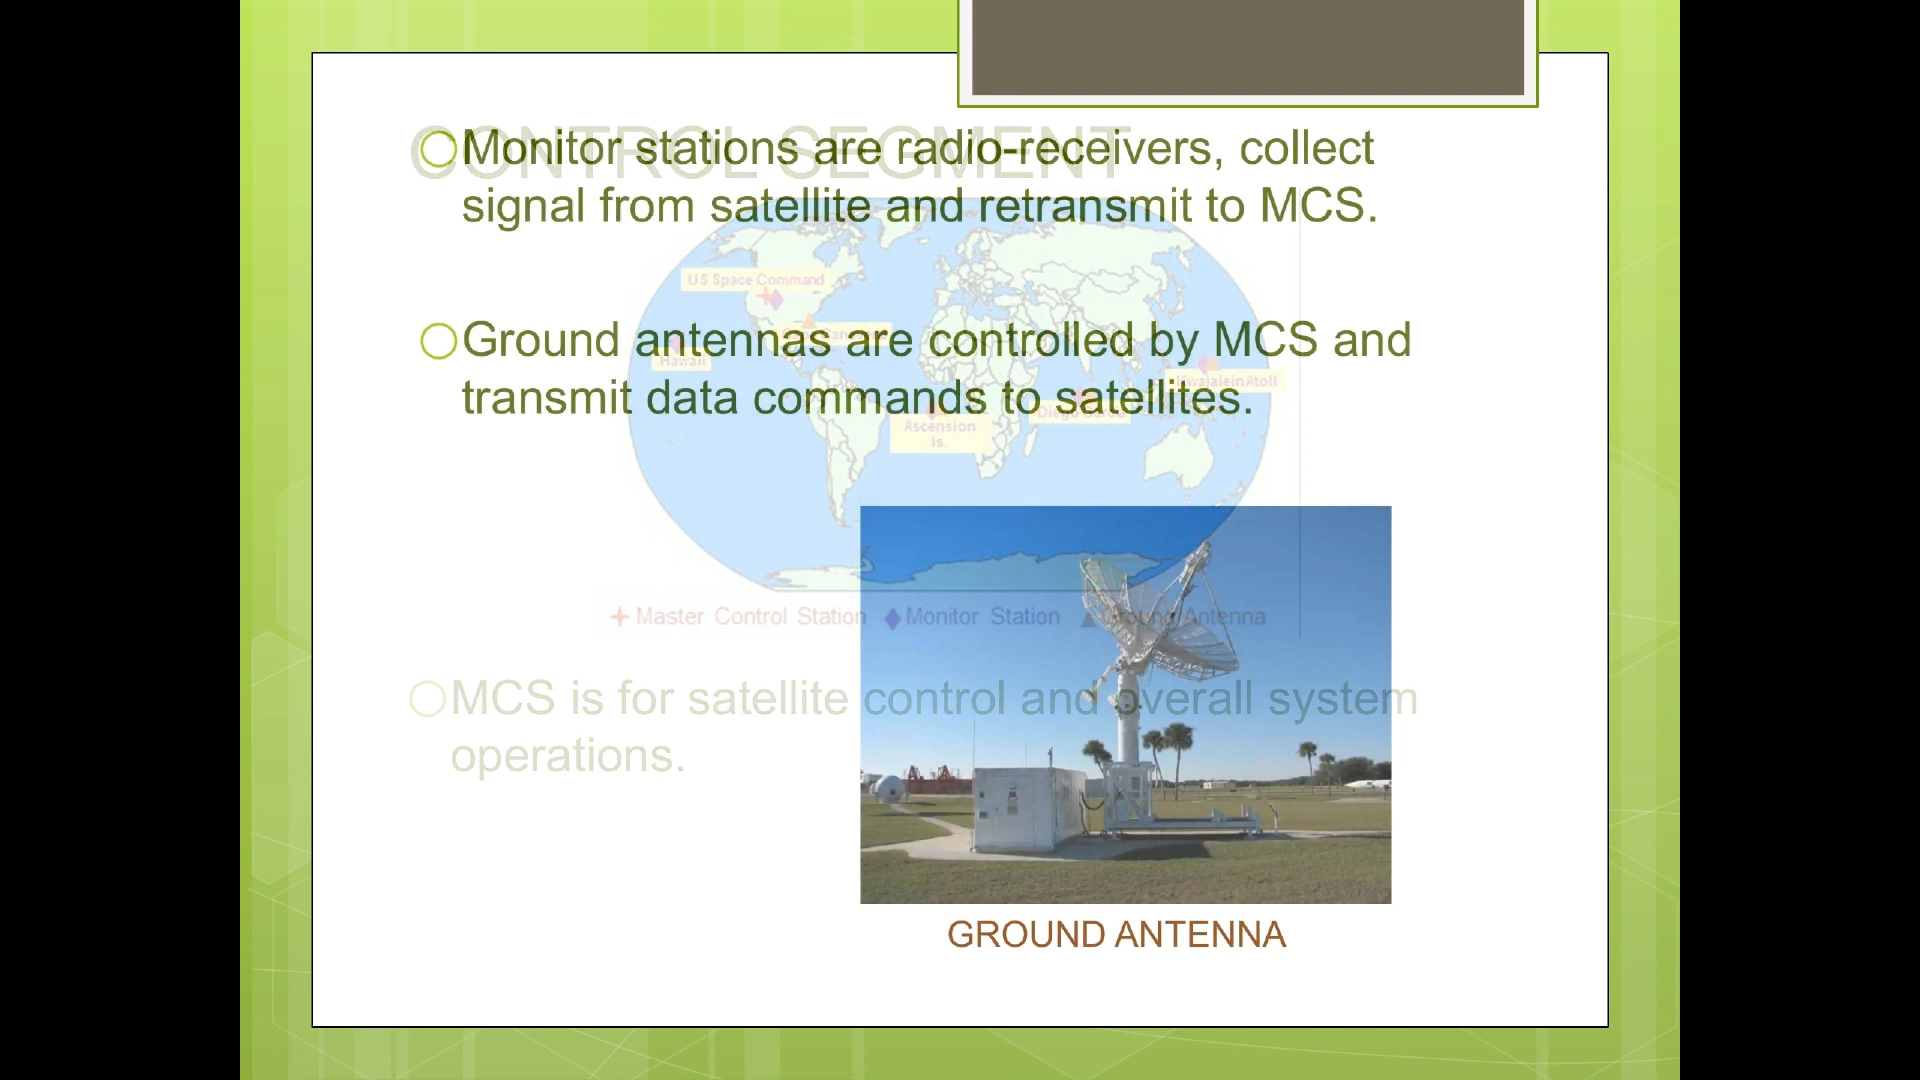 CONTROL SEGMENT
Monitor stations are radio-receivers, collect
signal from satellite and retransmit to MCS.
US Space Command
Ground antennas are controlled by MCS and
Hawaii
Kwajalein Atoll
transmit data commands to satellites.
Diego Garcia
Ascension
Is.
Master Control Station
Monitor Station
Ground Antenna
MCS is for satellite control and overall system
operations.
GROUND ANTENNA